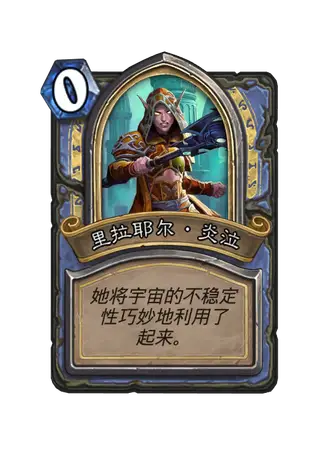 0
里拉耶尔·炎泣
她将宇宙的不稳定
性巧妙地利用了
起来。